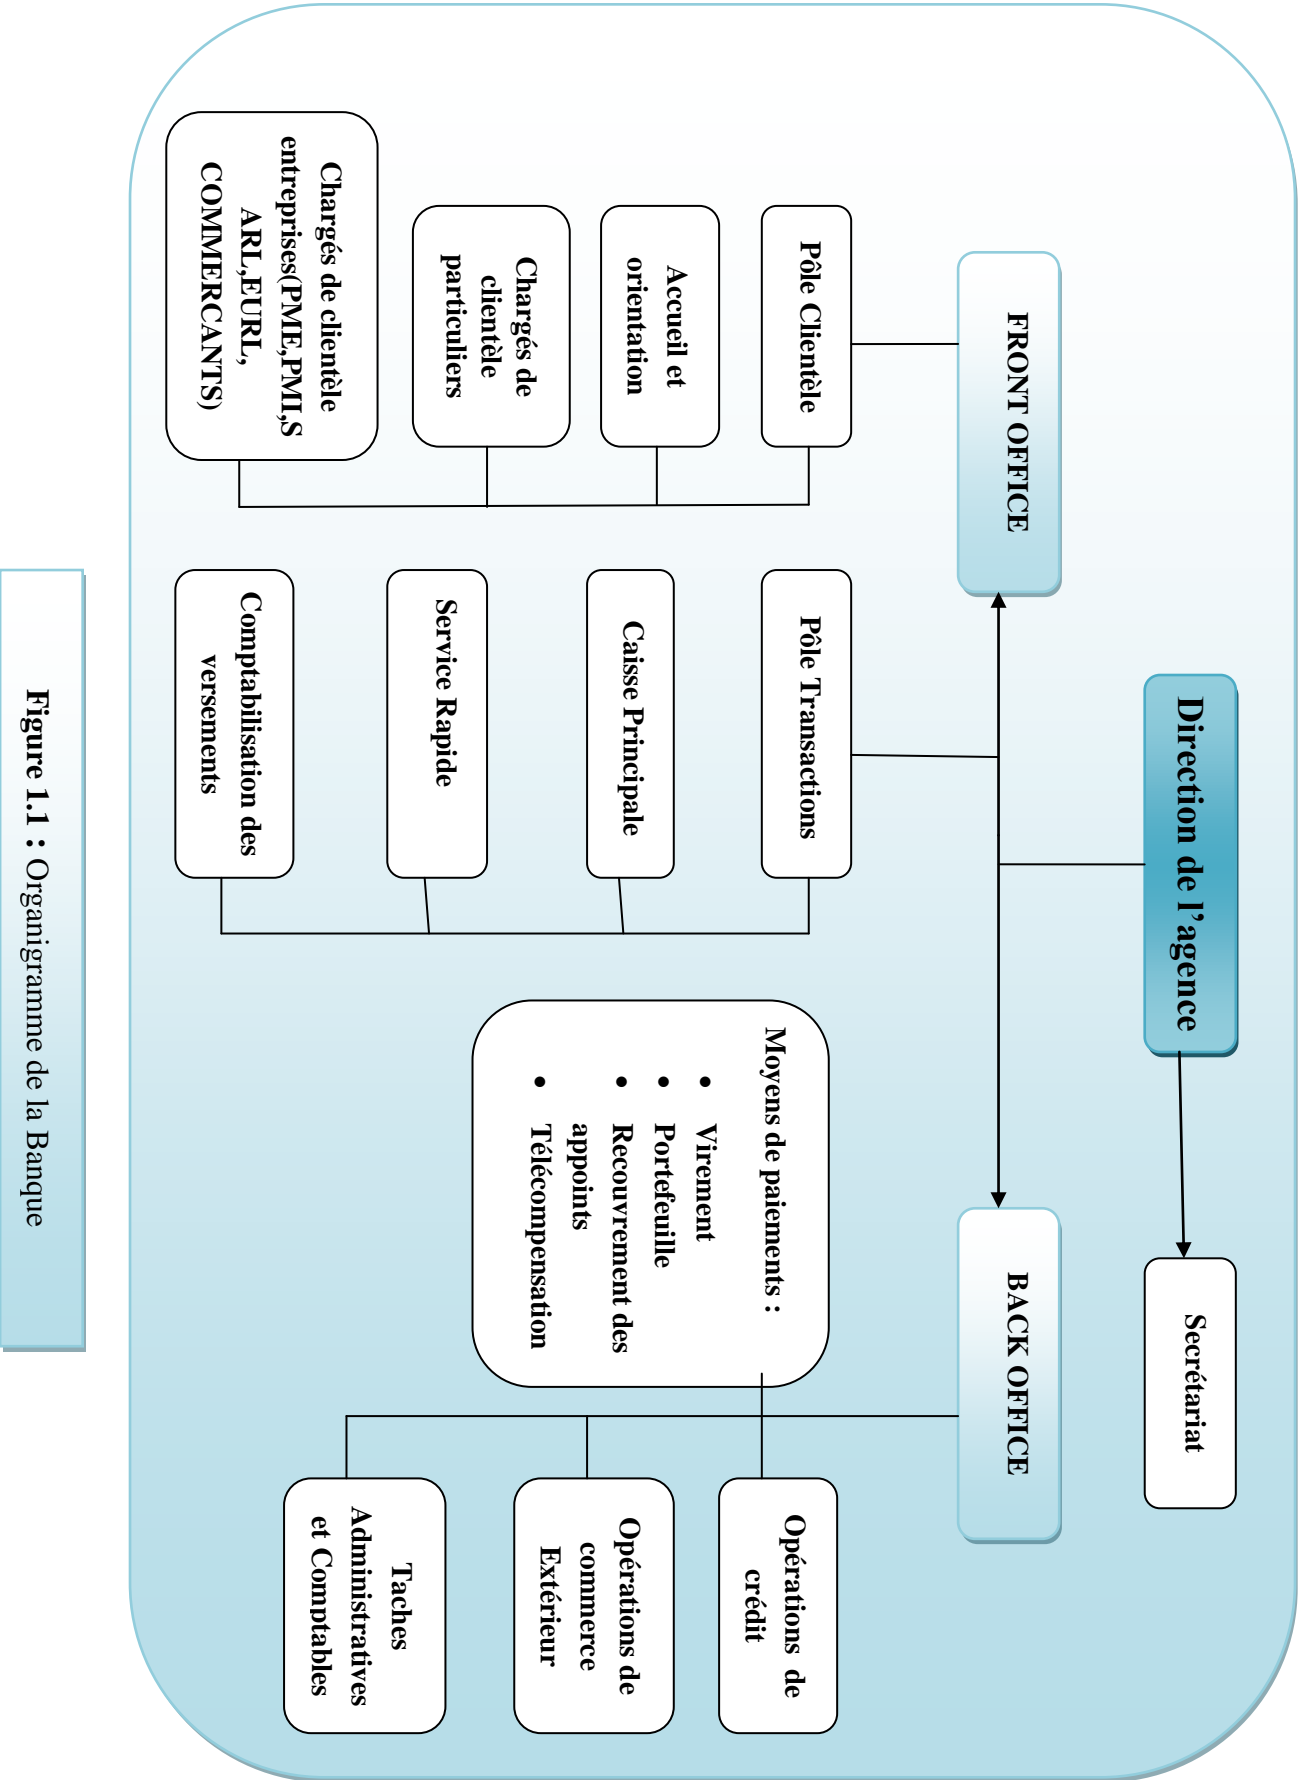 Direction de l’agence
Secrétariat
FRONT OFFICE
BACK OFFICE
Pôle Clientèle
Accueil et
orientation
Chargés de
clientèle
particuliers
Chargés de clientèle
entreprises(PME,PMI,S
ARL,EURL,
COMMERCANTS)
Pôle Transactions
Caisse Principale
Service Rapide
Comptabilisation des
versements
Moyens de paiements :
• Virement
• Portefeuille
• Recouvrement des
appoints
• Télécompensation
Opérations de
crédit
Opérations de
commerce
Extérieur
Taches
Administratives
et Comptables
Figure 1.1 : Organigramme de la Banque